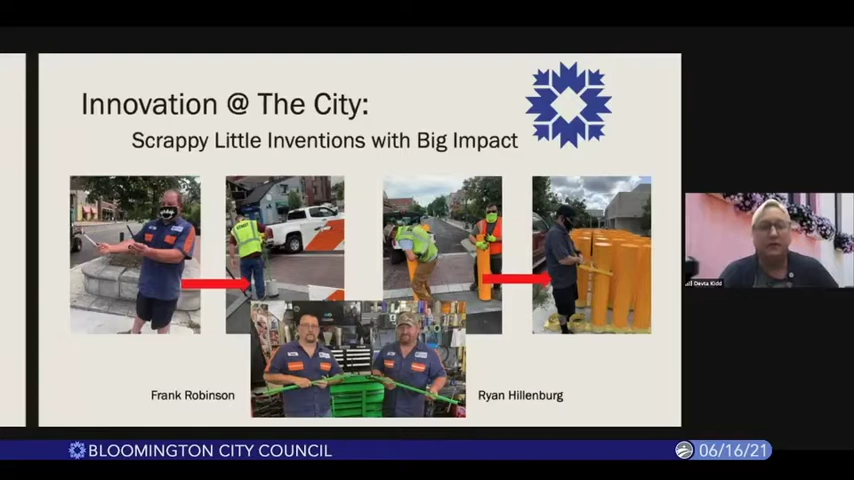 Innovation @ The City:
Scrappy Little Inventions with Big Impact
Frank Robinson
Ryan Hillenburg
Devta Kidd
BLOOMINGTON CITY COUNCIL
06/16/21